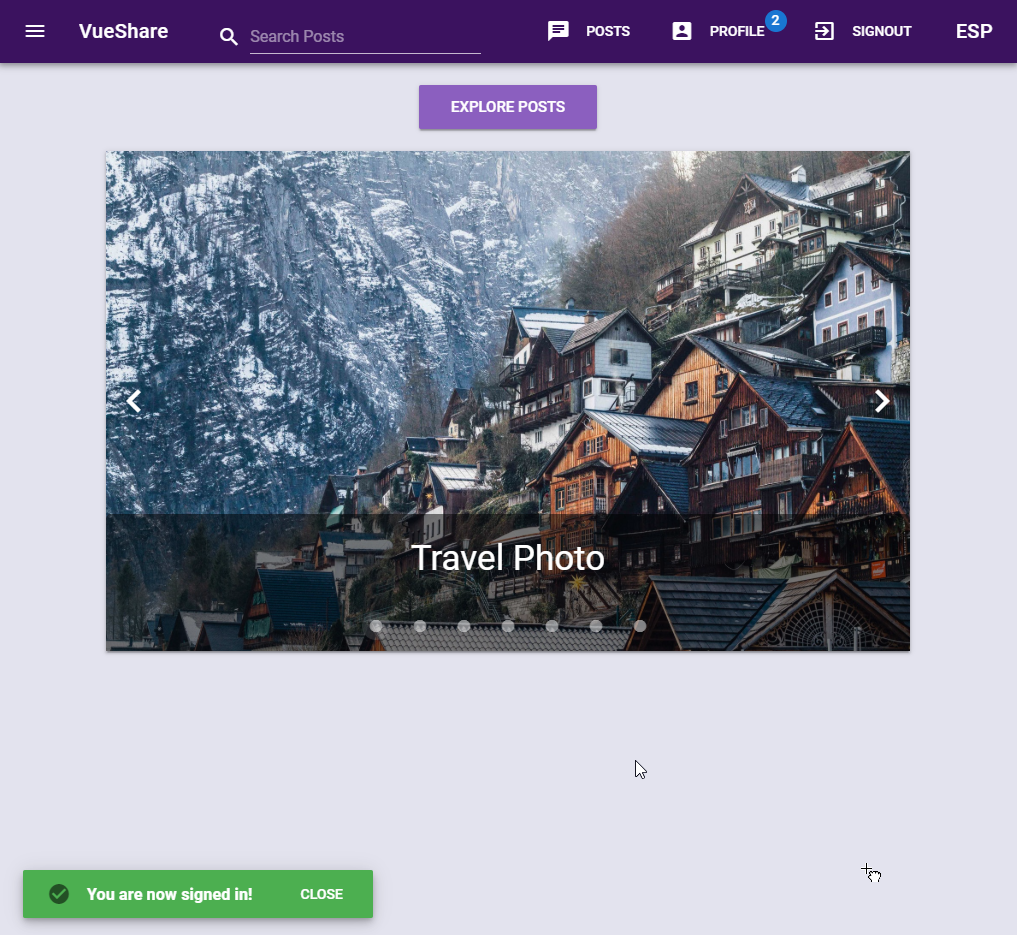 VueShare
Search Posts
POSTS
PROFILE
2
SIGNOUT
ESP
EXPLORE POSTS
Travel Photo
You are now signed in!
CLOSE